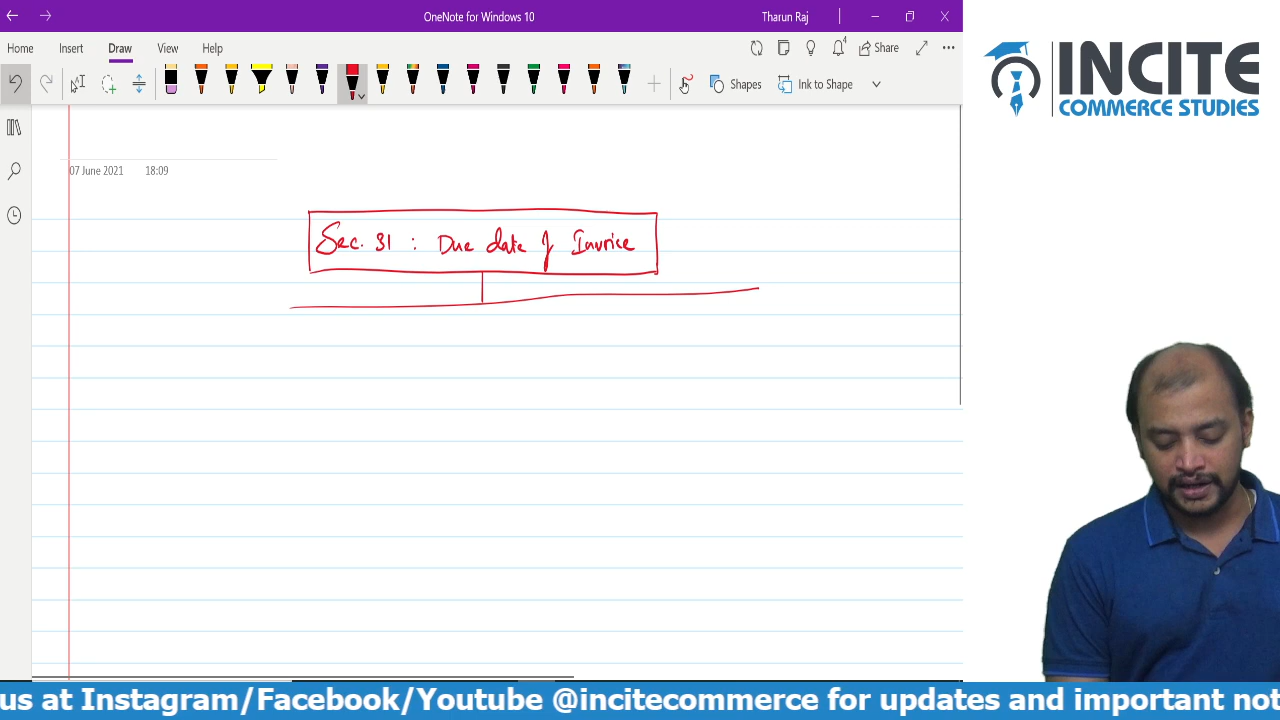 OneNote for Windows 10
Tharun Raj
Home Insert Draw View Help
4
Share
Shapes
Ink to Shape
INCITE
COMMERCE STUDIES
07 June 2021 18:09
Sec. 31 : Due date of Invoice
us at Instagram/Facebook/Youtube @incitecommerce for updates and important not